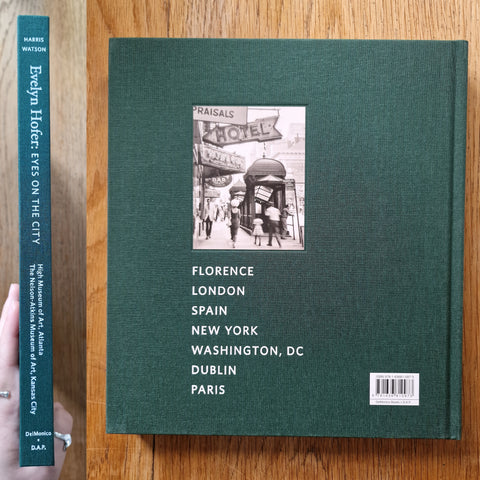 HARRIS
WATSON
Evelyn Hofer: EYES ON THE CITY
High Museum of Art, Atlanta
The Nelson-Atkins Museum of Art, Kansas City
DelMonico
D.A.P.
PRAISALS
HOTEL
FLORENCE
LONDON
SPAIN
NEW YORK
WASHINGTON, DC
DUBLIN
PARIS